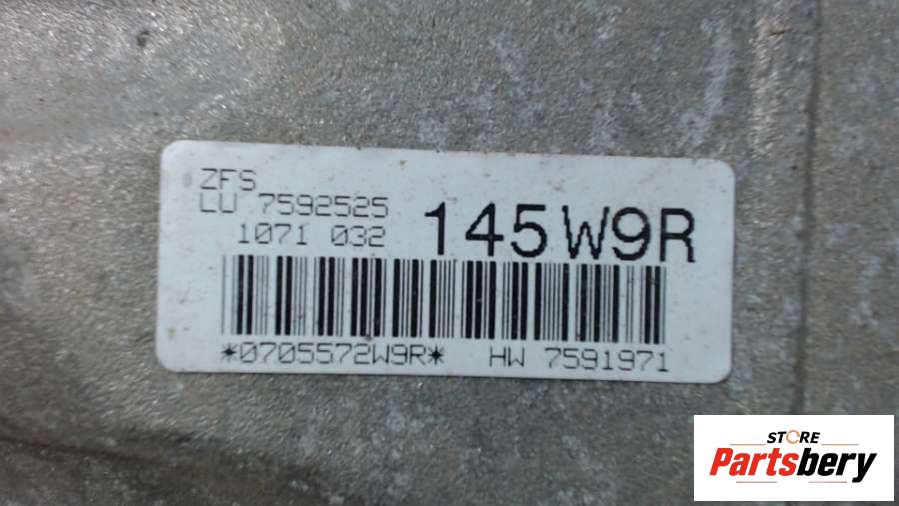 ZFS
LU 7592525
1071 032
145 W9R
*0705572W9R* HW 7591971
STORE
Partsbery